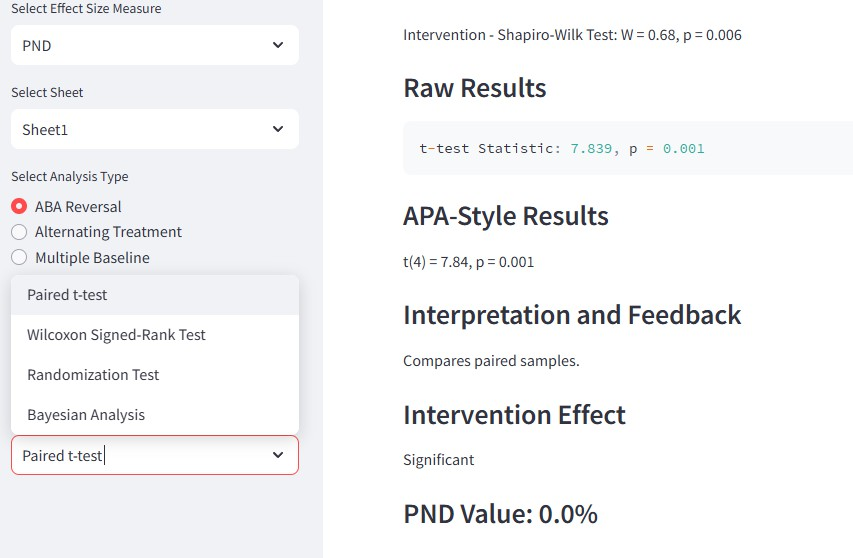 Select Effect Size Measure
PND
Select Sheet
Sheet1
Select Analysis Type
ABA Reversal
Alternating Treatment
Multiple Baseline
Paired t-test
Wilcoxon Signed-Rank Test
Randomization Test
Bayesian Analysis
Paired t-test
Intervention - Shapiro-Wilk Test: W = 0.68, p = 0.006
Raw Results
t-test Statistic: 7.839, p = 0.001
APA-Style Results
t(4) = 7.84, p = 0.001
Interpretation and Feedback
Compares paired samples.
Intervention Effect
Significant
PND Value: 0.0%